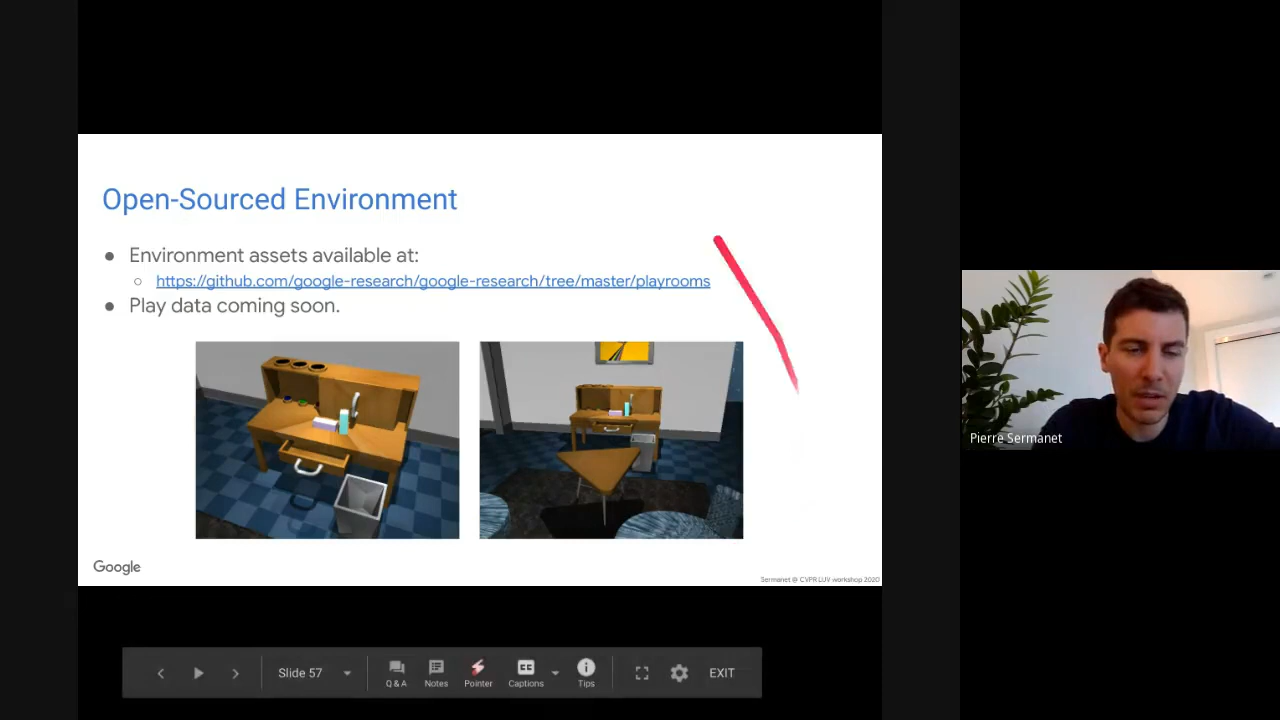 Open-Sourced Environment
● Environment assets available at:
○ https://github.com/google-research/google-research/tree/master/playrooms
● Play data coming soon.
Google
Sermanet @ CVPR LUV workshop 2020
Pierre Sermanet
Slide 57
Q & A
Notes
Pointer
Captions
Tips
EXIT